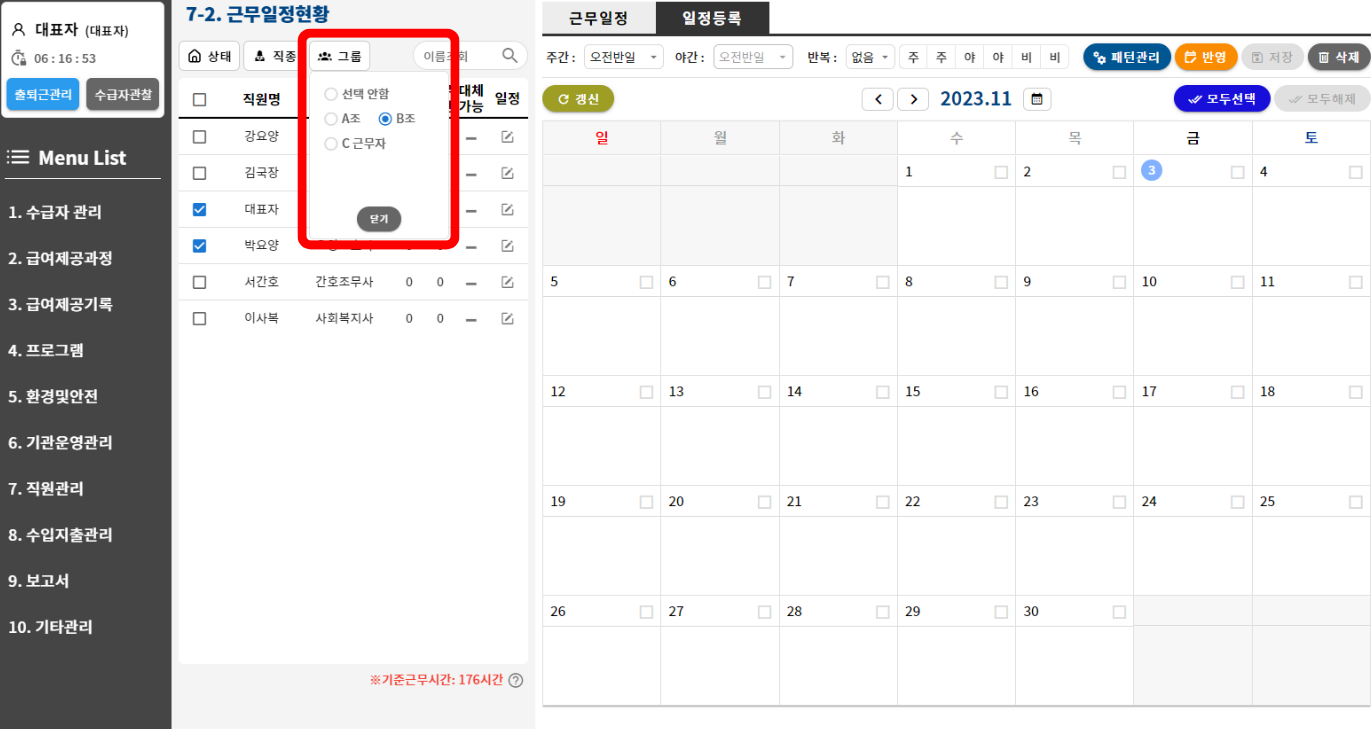 대표자 (대표자)
06 : 16 : 53
출퇴근관리 수급자관찰
Menu List
1. 수급자 관리
2. 급여제공과정
3. 급여제공기록
4. 프로그램
5. 환경및안전
6. 기관운영관리
7. 직원관리
8. 수입지출관리
9. 보고서
10. 기타관리
7-2. 근무일정현황
상태 직종 그룹 이름조회
직원명 대체 가능 일정
선택 안함
A조 B조
C 근무자
닫기
강요양
김국장
대표자
박요양
서간호 간호조무사 0 0
이사복 사회복지사 0 0
※기준근무시간: 176시간
근무일정 일정등록
주간 : 오전반일 야간 : 오전반일 반복 : 없음 주 주 야 야 비 비 패턴관리 반영 저장 삭제
갱신 2023.11 모두선택 모두해제
일 월 화 수 목 금 토
1 2 3 4
5 6 7 8 9 10 11
12 13 14 15 16 17 18
19 20 21 22 23 24 25
26 27 28 29 30